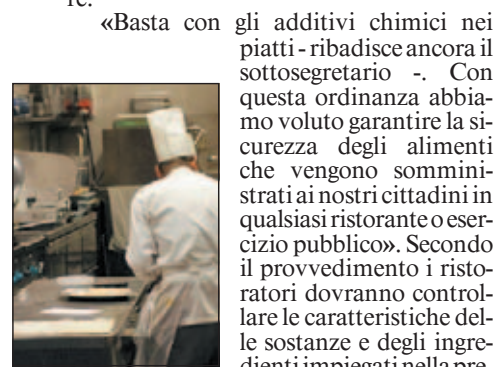 re.
«Basta con gli additivi chimici nei
piatti - ribadisce ancora il
sottosegretario -. Con
questa ordinanza abbia-
mo voluto garantire la si-
curezza degli alimenti
che vengono sommini-
strati ai nostri cittadini in
qualsiasi ristorante o eser-
cizio pubblico». Secondo
il provvedimento i risto-
ratori dovranno control-
lare le caratteristiche del-
le sostanze e degli ingre-
dienti impiegati nella pre-